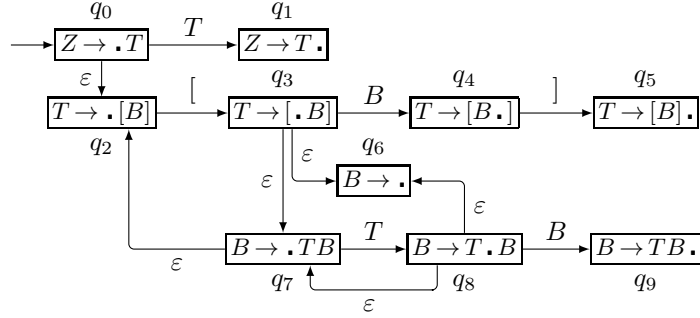 q₀ q₁
Z → .T T Z → T.
ε [ q₃ q₄ ] q₅
T → .[B] T → [.B] B T → [B.] T → [B].
q₂ ε ε q₆
B → .
ε
B → .TB T B → T.B B B → TB.
ε q₇ q₈ q₉
ε